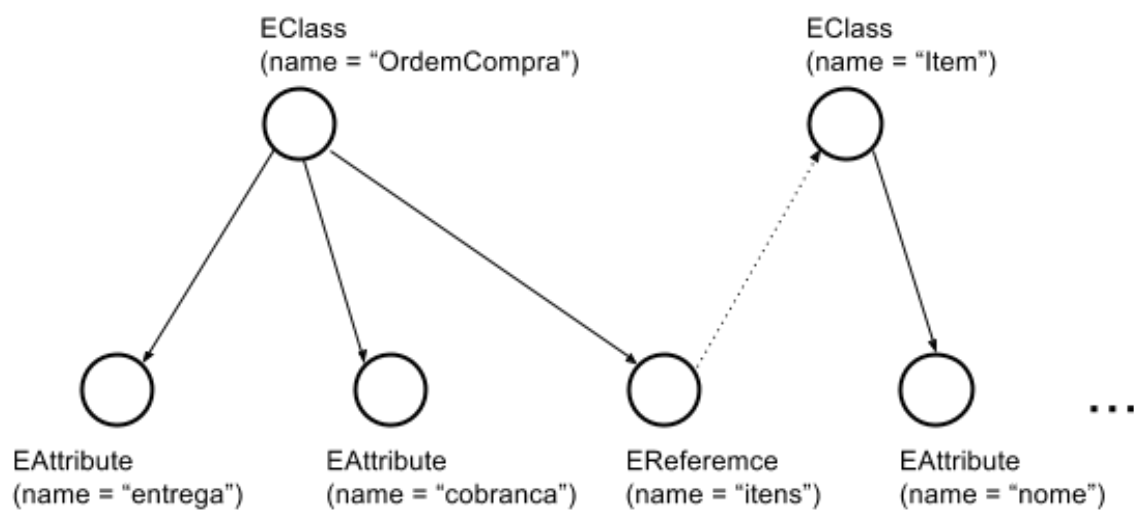 EClass
(name = “OrdemCompra”)
EClass
(name = “Item”)
EAttribute
(name = “entrega”)
EAttribute
(name = “cobranca”)
EReferemce
(name = “itens”)
EAttribute
(name = “nome”)
...